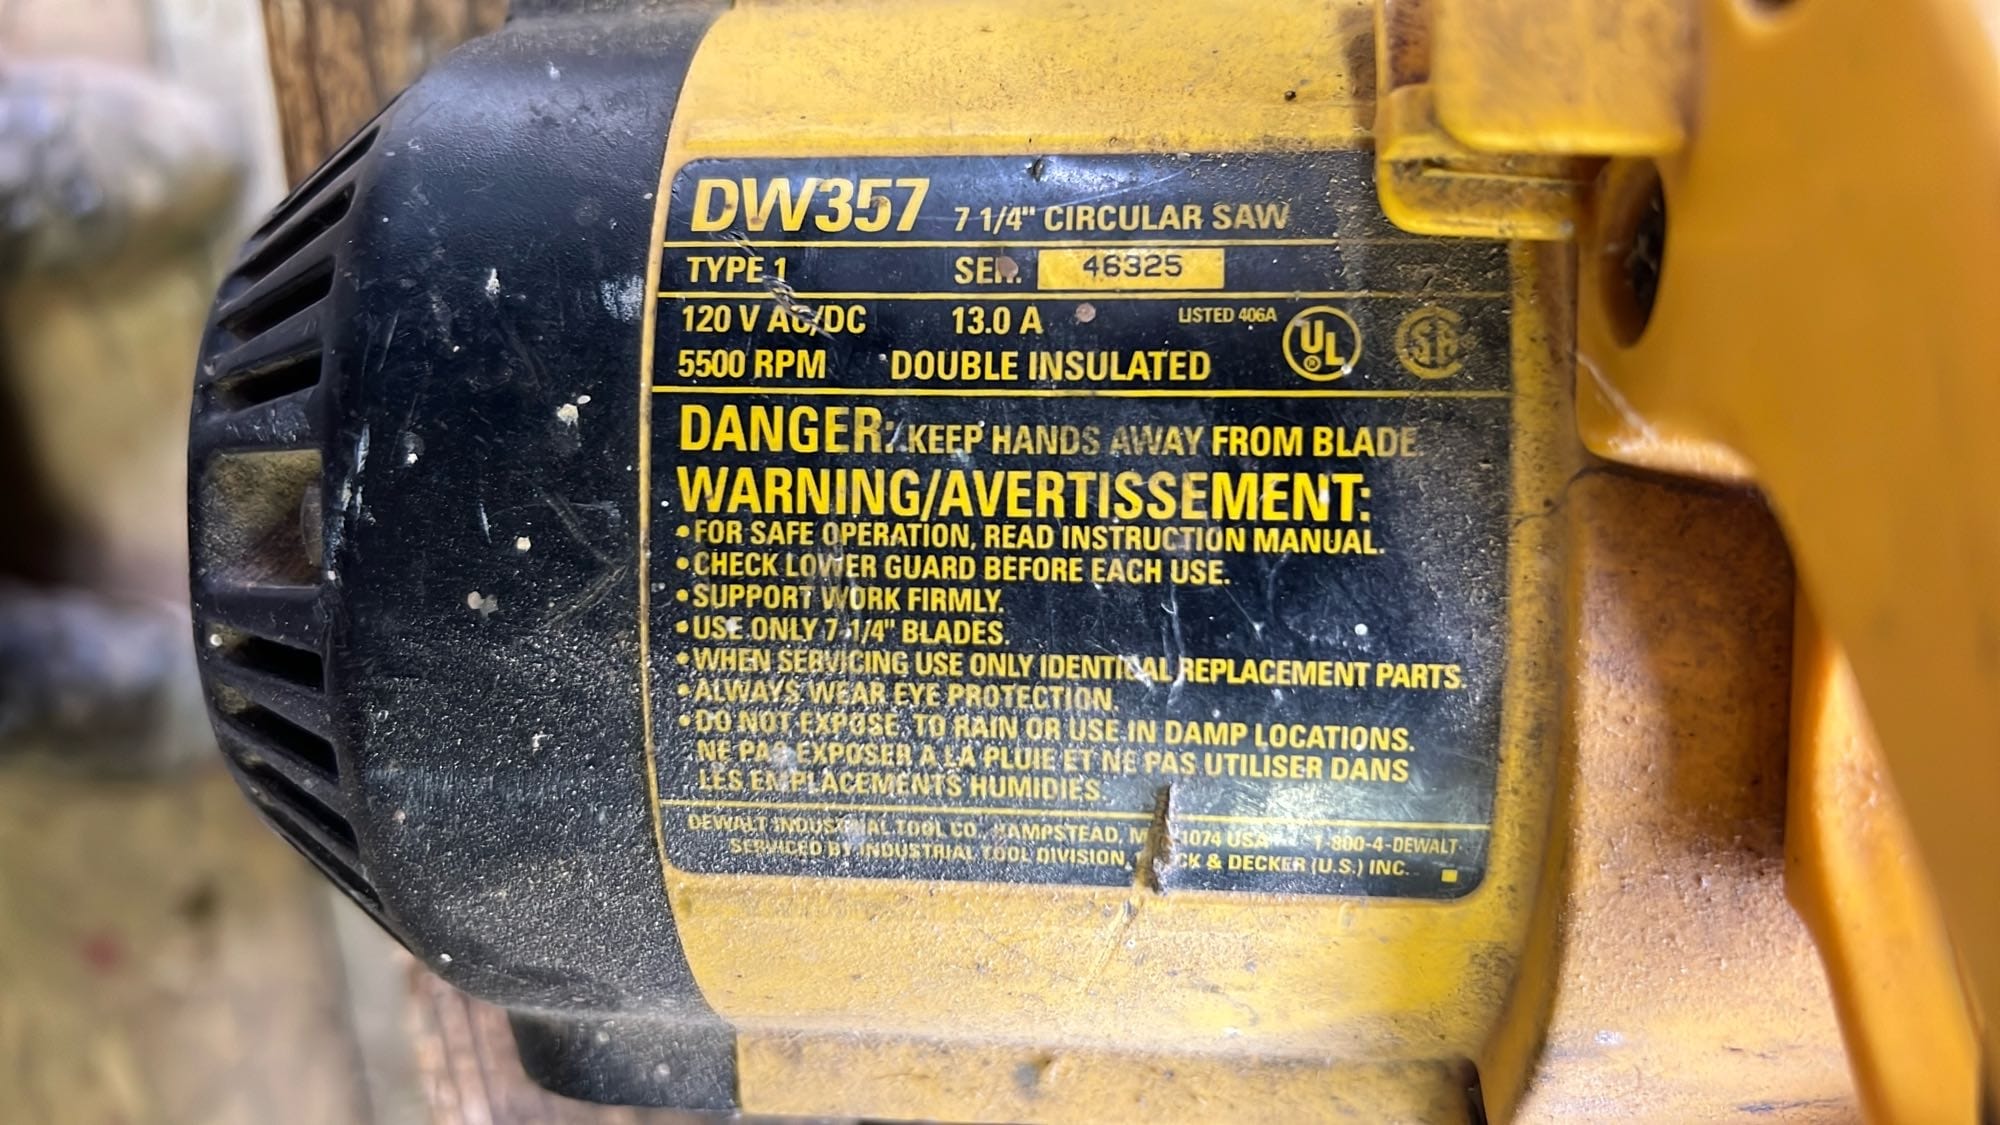 DW357 7 1/4" CIRCULAR SAW
TYPE 1 SER. 46325
120 V AC/DC 13.0 A LISTED 406A UL
5500 RPM DOUBLE INSULATED
DANGER: KEEP HANDS AWAY FROM BLADE.
WARNING/AVERTISSEMENT:
•FOR SAFE OPERATION, READ INSTRUCTION MANUAL.
•CHECK LOWER GUARD BEFORE EACH USE.
•SUPPORT WORK FIRMLY.
•USE ONLY 7-1/4" BLADES.
•WHEN SERVICING USE ONLY IDENTICAL REPLACEMENT PARTS.
•ALWAYS WEAR EYE PROTECTION.
•DO NOT EXPOSE TO RAIN OR USE IN DAMP LOCATIONS.
NE PAS EXPOSER A LA PLUIE ET NE PAS UTILISER DANS
LES EMPLACEMENTS HUMIDIES.
DEWALT INDUSTRIAL TOOL CO., HAMPSTEAD, USA 1-800-4-DEWALT
SERVICED BY INDUSTRIAL TOOL DIVISION, & DECKER (U.S.) INC.